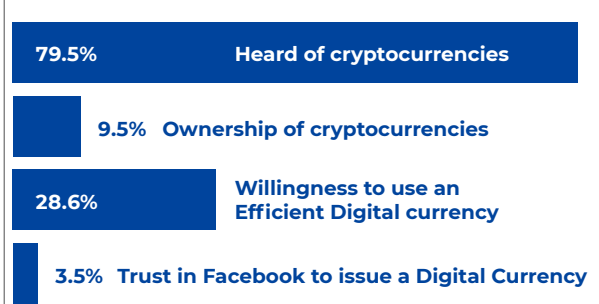 79.5% Heard of cryptocurrencies
9.5% Ownership of cryptocurrencies
28.6% Willingness to use an
Efficient Digital currency
3.5% Trust in Facebook to issue a Digital Currency